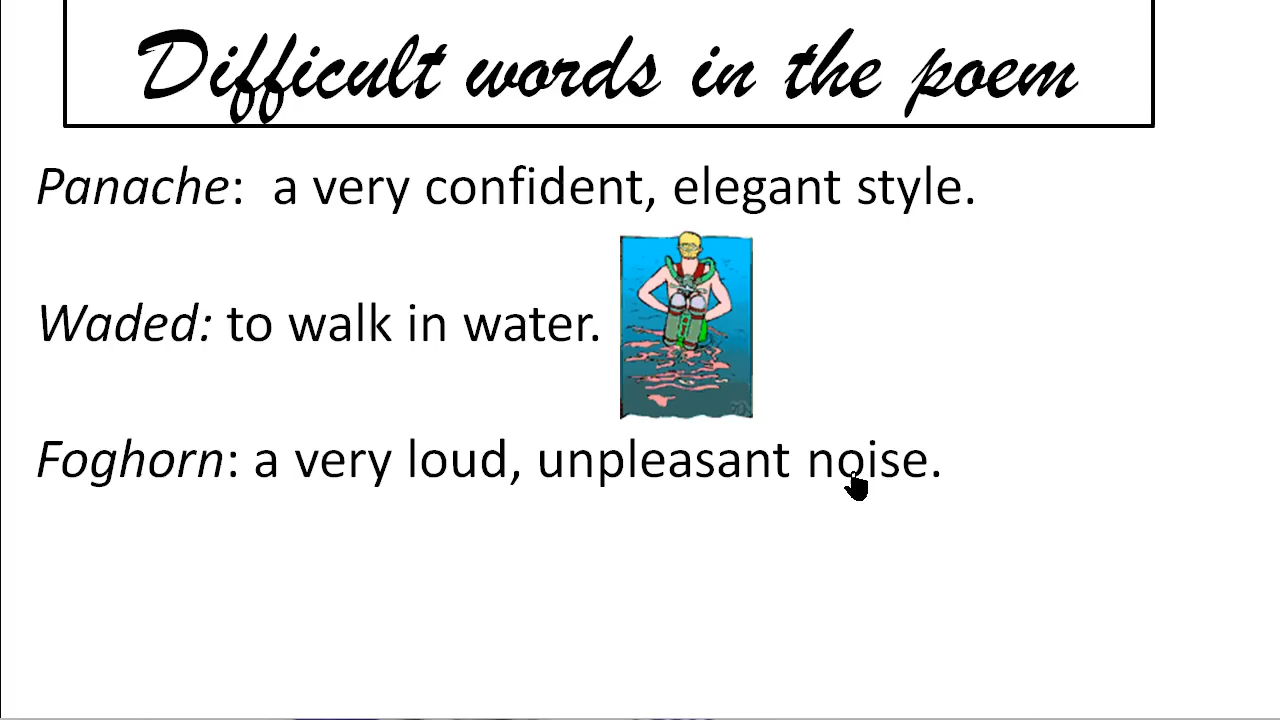 Difficult words in the poem
Panache: a very confident, elegant style.
Waded: to walk in water.
Foghorn: a very loud, unpleasant noise.